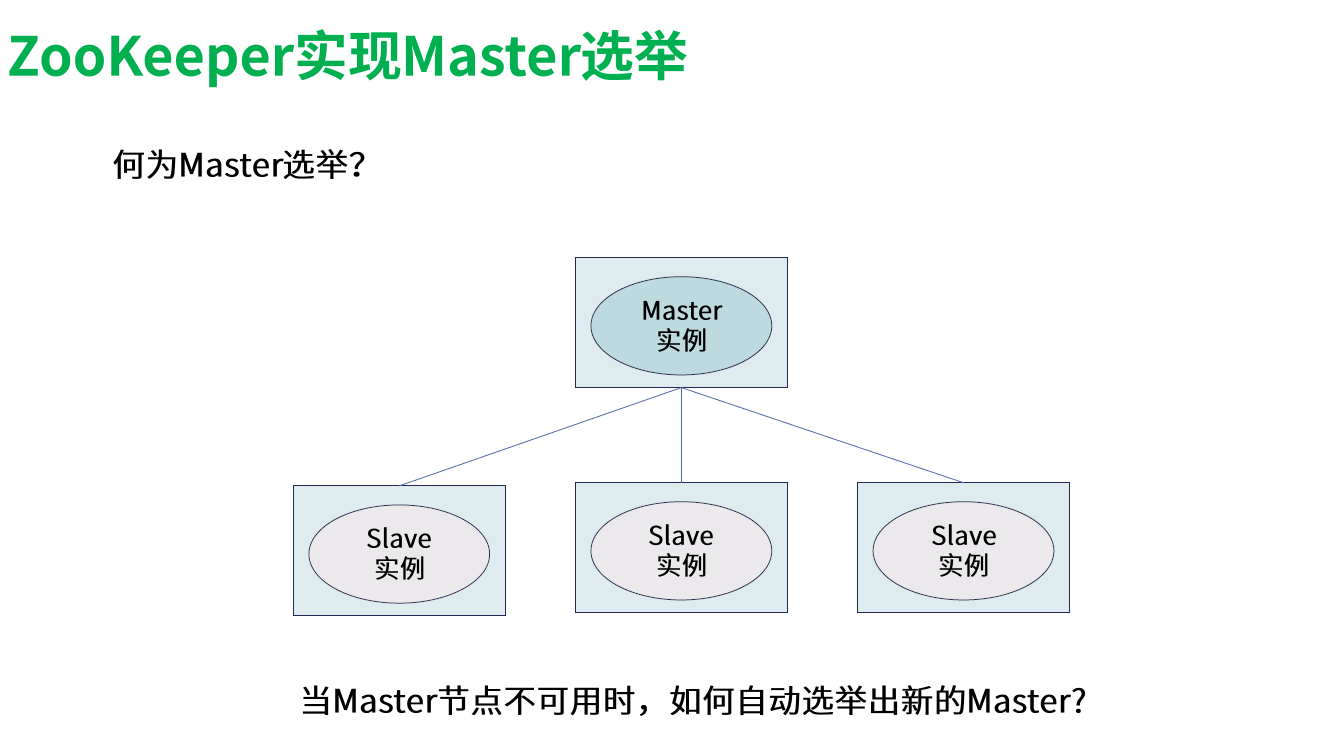 ZooKeeper实现Master选举
何为Master选举？
Master
实例
Slave
实例
Slave
实例
Slave
实例
当Master节点不可用时，如何自动选举出新的Master?